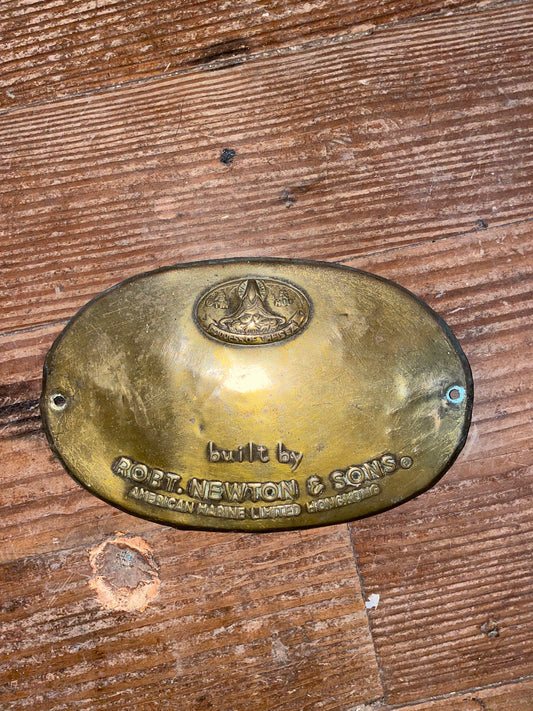 built by
ROBT. NEWTON & SONS®
AMERICAN MARINE LIMITED HONGKONG